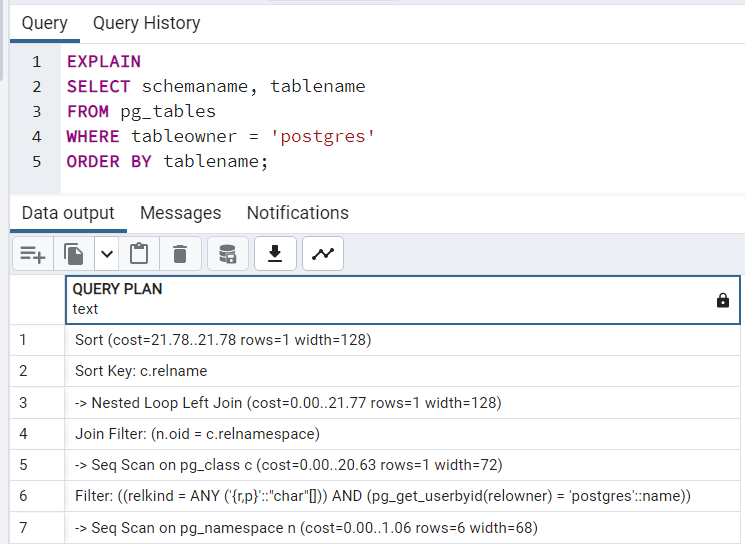 Query Query History
1 EXPLAIN
2 SELECT schemaname, tablename
3 FROM pg_tables
4 WHERE tableowner = 'postgres'
5 ORDER BY tablename;
Data output Messages Notifications
QUERY PLAN
text
1 Sort (cost=21.78..21.78 rows=1 width=128)
2 Sort Key: c.relname
3 -> Nested Loop Left Join (cost=0.00..21.77 rows=1 width=128)
4 Join Filter: (n.oid = c.relnamespace)
5 -> Seq Scan on pg_class c (cost=0.00..20.63 rows=1 width=72)
6 Filter: ((relkind = ANY ('{r,p}'::"char"[])) AND (pg_get_userbyid(relowner) = 'postgres'::name))
7 -> Seq Scan on pg_namespace n (cost=0.00..1.06 rows=6 width=68)